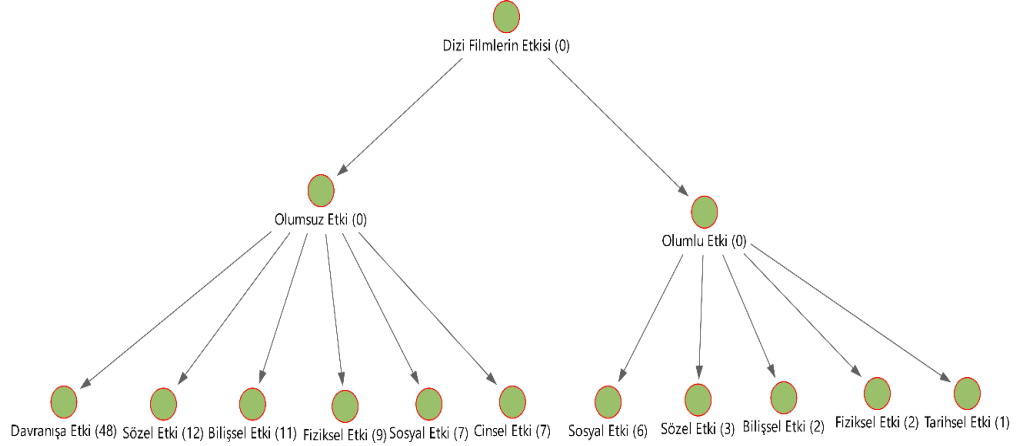 Dizi Filmlerin Etkisi (0)
Olumsuz Etki (0)
Olumlu Etki (0)
Davranışa Etki (48)
Sözel Etki (12)
Bilişsel Etki (11)
Fiziksel Etki (9)
Sosyal Etki (7)
Cinsel Etki (7)
Sosyal Etki (6)
Sözel Etki (3)
Bilişsel Etki (2)
Fiziksel Etki (2)
Tarihsel Etki (1)